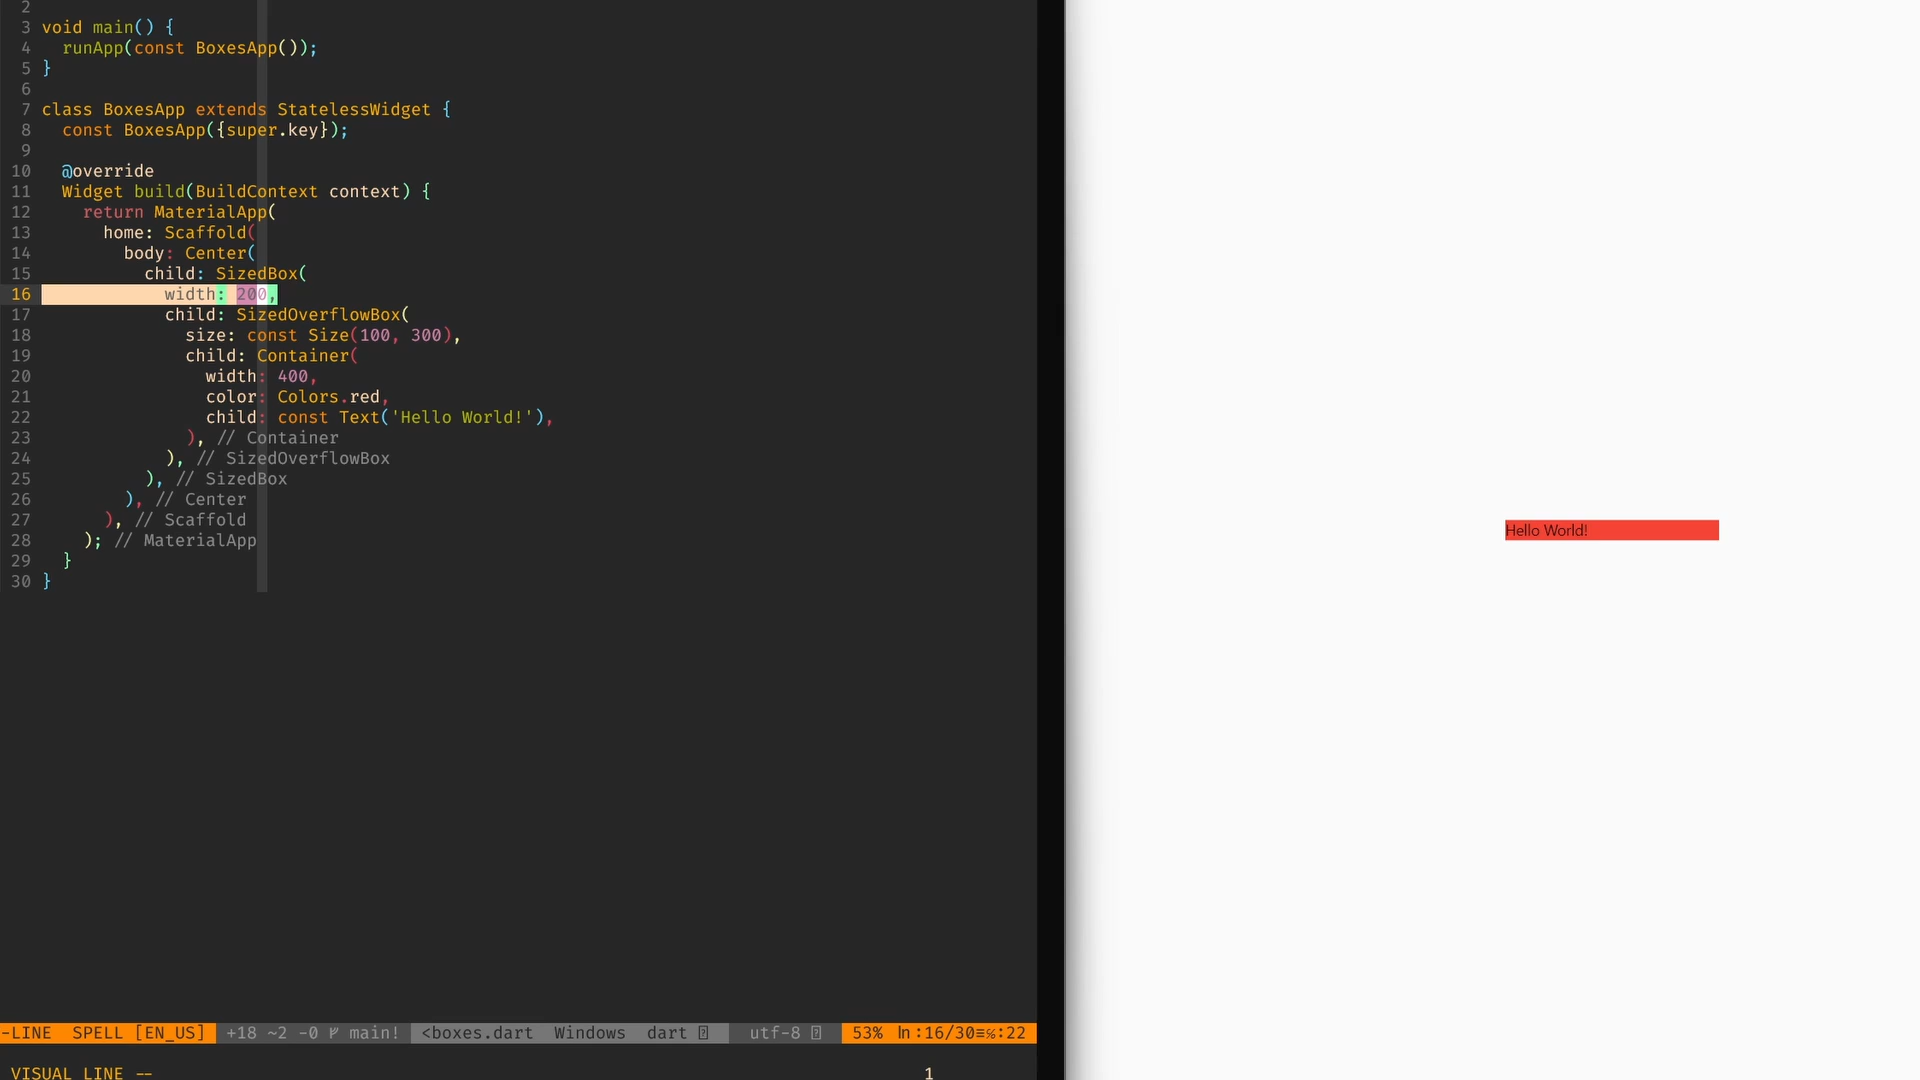 2
3 void main() {
4   runApp(const BoxesApp());
5 }
6
7 class BoxesApp extends StatelessWidget {
8   const BoxesApp({super.key});
9
10   @override
11   Widget build(BuildContext context) {
12     return MaterialApp(
13       home: Scaffold(
14         body: Center(
15           child: SizedBox(
16             width: 200,
17             child: SizedOverflowBox(
18               size: const Size(100, 300),
19               child: Container(
20                 width: 400,
21                 color: Colors.red,
22                 child: const Text('Hello World!'),
23               ), // Container
24             ), // SizedOverflowBox
25           ), // SizedBox
26         ), // Center
27       ), // Scaffold
28     ); // MaterialApp
29   }
30 }
Hello World!
-LINE  SPELL [EN_US]  +18 ~2 -0 main!  <boxes.dart  Windows  dart  utf-8  53% ln:16/30≡℅:22
VISUAL LINE --  1